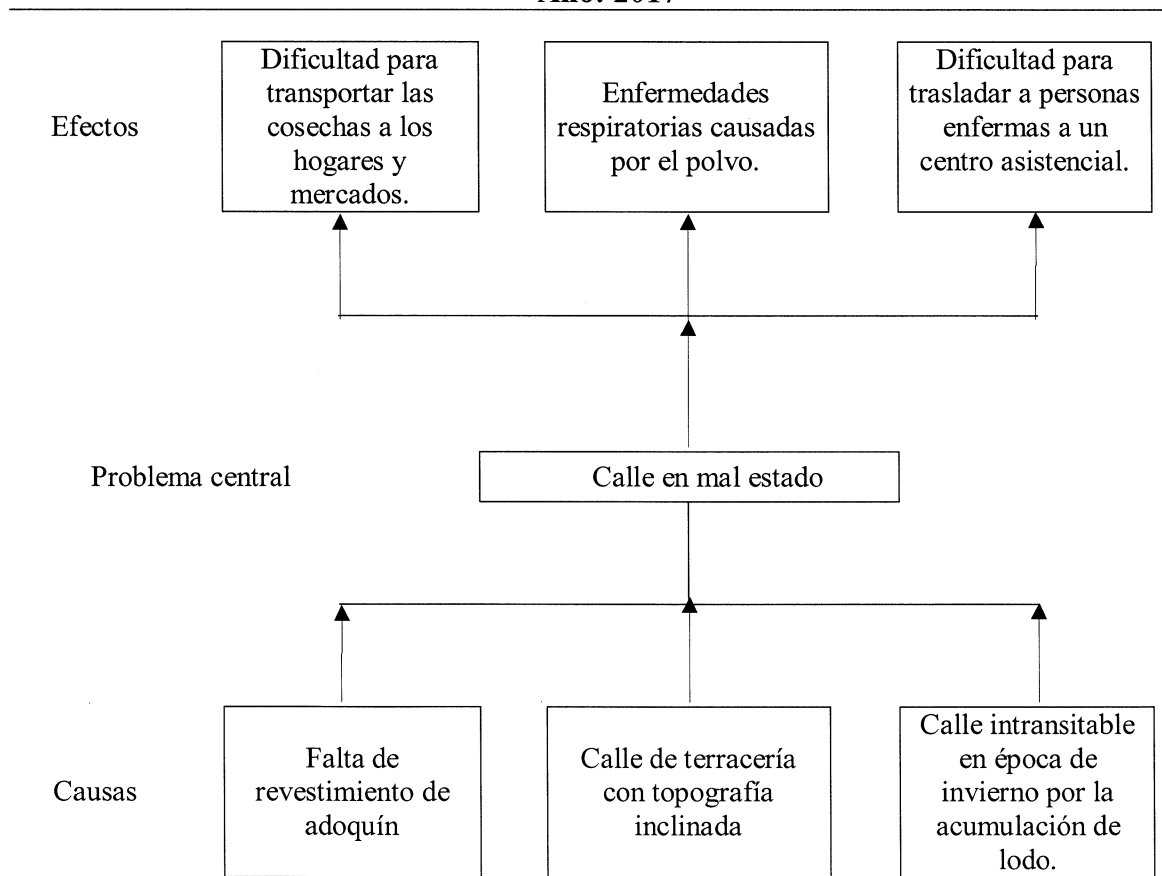 Año: 2017
Dificultad para
transportar las
cosechas a los
hogares y
mercados.
Efectos
Enfermedades
respiratorias causadas
por el polvo.
Dificultad para
trasladar a personas
enfermas a un
centro asistencial.
Problema central
Calle en mal estado
Causas
Falta de
revestimiento de
adoquín
Calle de terracería
con topografía
inclinada
Calle intransitable
en época de
invierno por la
acumulación de
lodo.